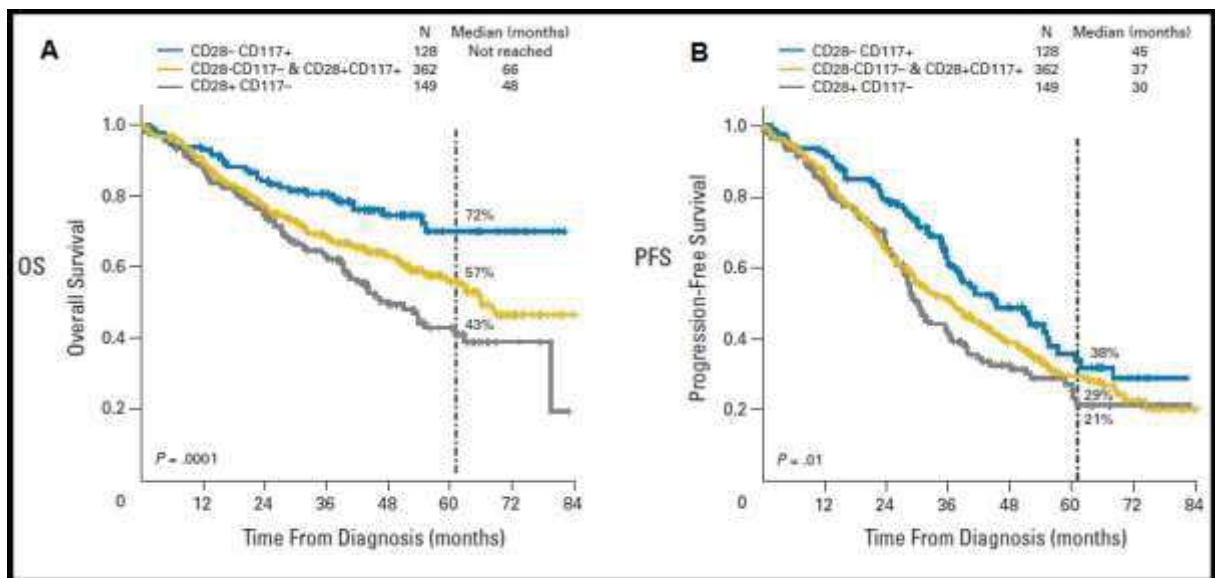 A
N Median (months)
CD28– CD117+ 128 Not reached
CD28-CD117– & CD28+CD117+ 362 66
CD28+ CD117– 149 48
1.0
0.8
0.6
0.4
0.2
0
OS
Overall Survival
72%
57%
43%
P = .0001
12 24 36 48 60 72 84
Time From Diagnosis (months)
B
N Median (months)
CD28– CD117+ 128 45
CD28-CD117– & CD28+CD117+ 362 37
CD28+ CD117– 149 30
1.0
0.8
0.6
0.4
0.2
0
PFS
Progression-Free Survival
38%
29%
21%
P = .01
12 24 36 48 60 72 84
Time From Diagnosis (months)